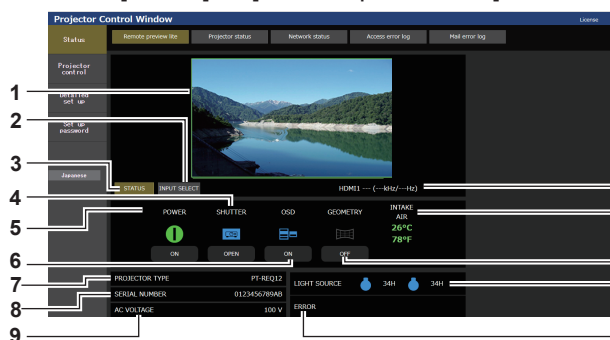 Projector Control Window
License
Status
Remote preview lite
Projector status
Network status
Access error log
Mail error log
Projector
control
Detailed
set up
Set up
password
Japanese
1
2
3
4
5
6
7
8
9
STATUS
INPUT SELECT
HDMI1 --- (---kHz/---Hz)
POWER
SHUTTER
OSD
GEOMETRY
INTAKE
AIR
26°C
78°F
ON
OPEN
ON
OFF
PROJECTOR TYPE
PT-REQ12
SERIAL NUMBER
0123456789AB
AC VOLTAGE
100 V
LIGHT SOURCE
34H
34H
ERROR